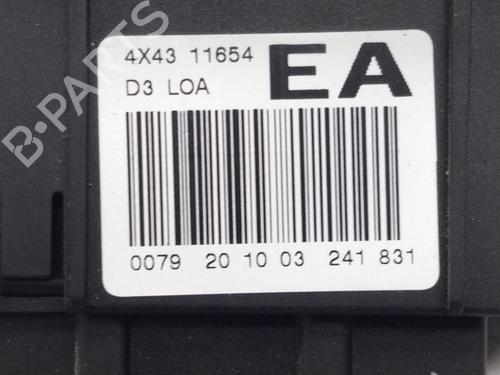 4X43 11654 EA
D3 LOA
0079 20 10 03 241 831
B-PARTS